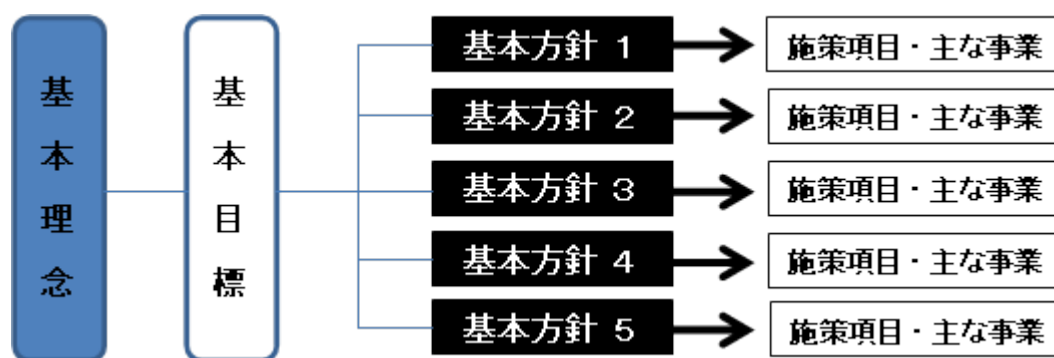 基本理念
基本目標
基本方針 1
施策項目・主な事業
基本方針 2
施策項目・主な事業
基本方針 3
施策項目・主な事業
基本方針 4
施策項目・主な事業
基本方針 5
施策項目・主な事業